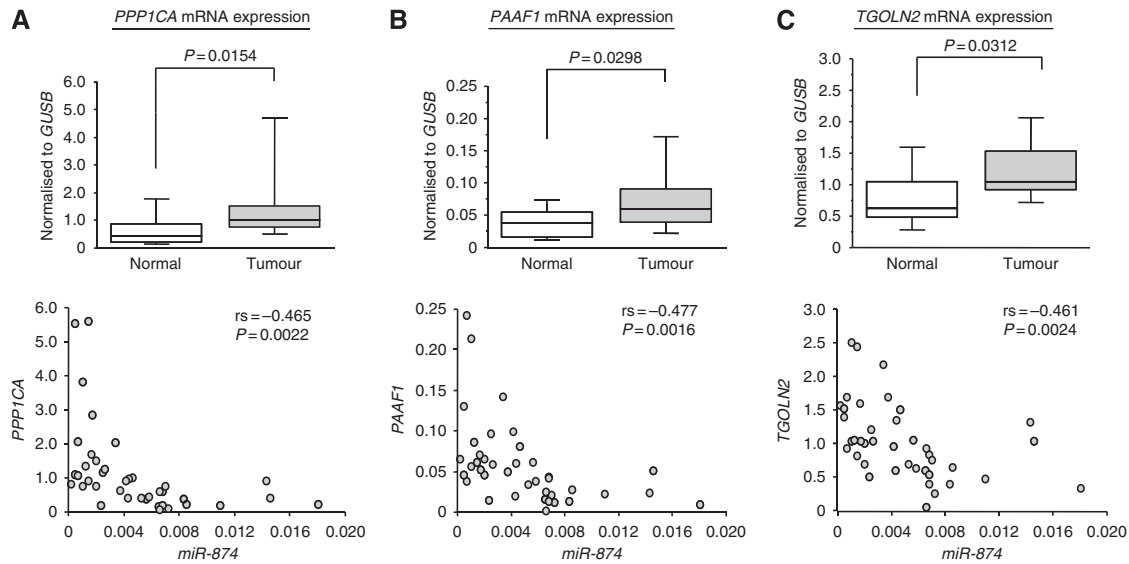 A
PPP1CA mRNA expression
P=0.0154
Normalised to GUSB
6.0
5.0
4.0
3.0
2.0
1.0
0
Normal
Tumour
B
PAAF1 mRNA expression
P=0.0298
Normalised to GUSB
0.25
0.20
0.15
0.10
0.05
0
Normal
Tumour
C
TGOLN2 mRNA expression
P=0.0312
Normalised to GUSB
3.0
2.5
2.0
1.5
1.0
0.5
0
Normal
Tumour
rs=–0.465
P=0.0022
PPP1CA
6.0
5.0
4.0
3.0
2.0
1.0
0
0 0.004 0.008 0.012 0.016 0.020
miR-874
rs=–0.477
P=0.0016
PAAF1
0.25
0.20
0.15
0.10
0.05
0
0 0.004 0.008 0.012 0.016 0.020
miR-874
rs=–0.461
P=0.0024
TGOLN2
3.0
2.5
2.0
1.5
1.0
0.5
0
0 0.004 0.008 0.012 0.016 0.020
miR-874